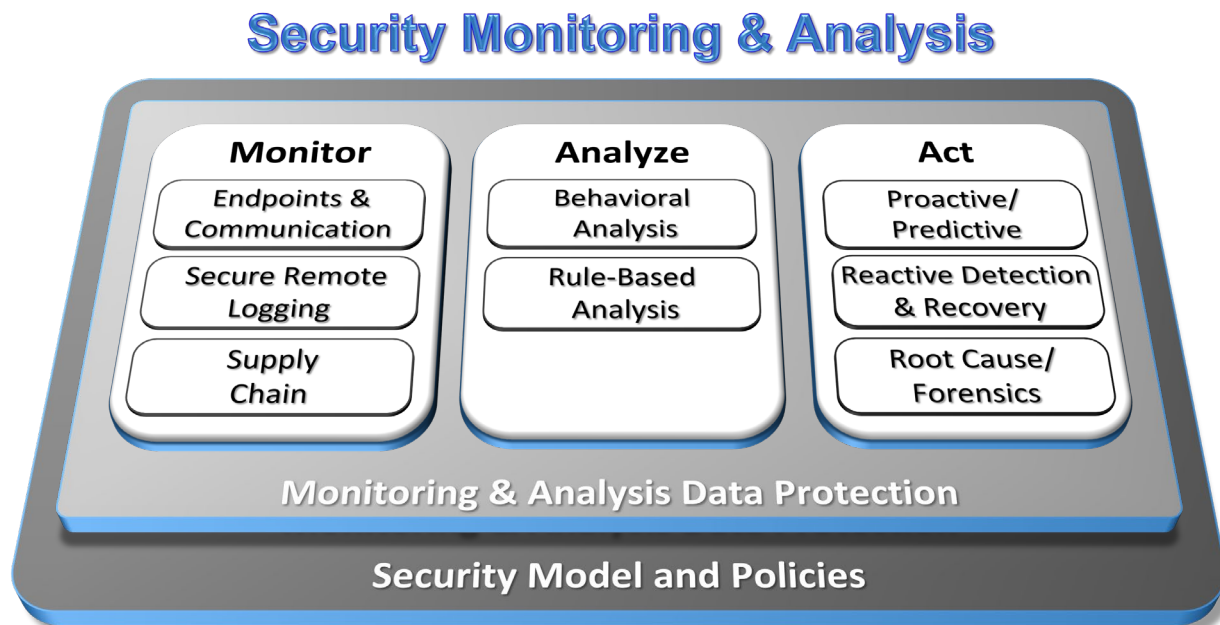 Security Monitoring & Analysis
Monitor
Endpoints &
Communication
Secure Remote
Logging
Supply
Chain
Analyze
Behavioral
Analysis
Rule-Based
Analysis
Act
Proactive/
Predictive
Reactive Detection
& Recovery
Root Cause/
Forensics
Monitoring & Analysis Data Protection
Security Model and Policies